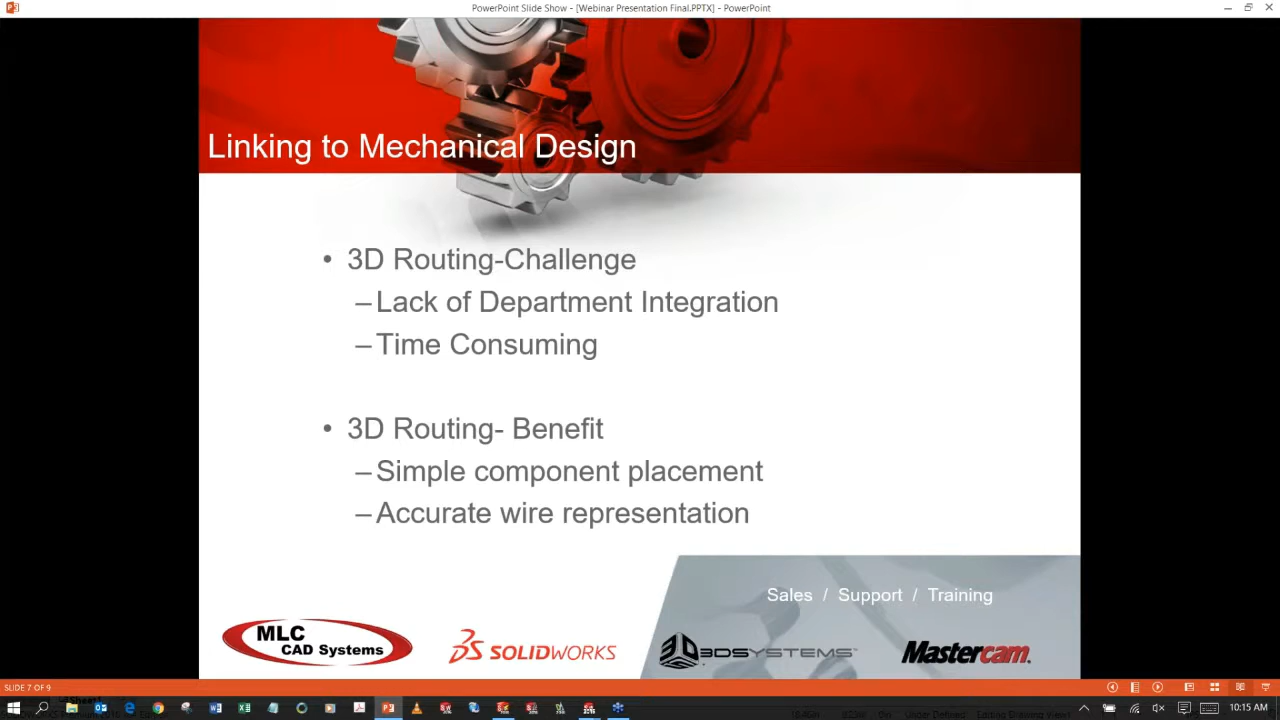 PowerPoint Slide Show - [Webinar Presentation Final.PPTX] - PowerPoint
Linking to Mechanical Design
• 3D Routing-Challenge
–Lack of Department Integration
–Time Consuming
• 3D Routing- Benefit
–Simple component placement
–Accurate wire representation
Sales / Support / Training
MLC
CAD Systems
SOLIDWORKS
3DSYSTEMS
Mastercam
SLIDE 7 OF 9
10:15 AM
Under Defined